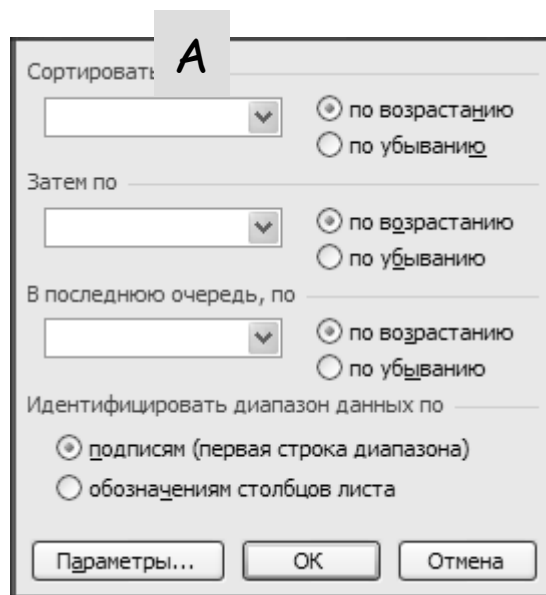 A
Сортировать
по возрастанию
по убыванию
Затем по
по возрастанию
по убыванию
В последнюю очередь, по
по возрастанию
по убыванию
Идентифицировать диапазон данных по
подписям (первая строка диапазона)
обозначениям столбцов листа
Параметры... ОК Отмена